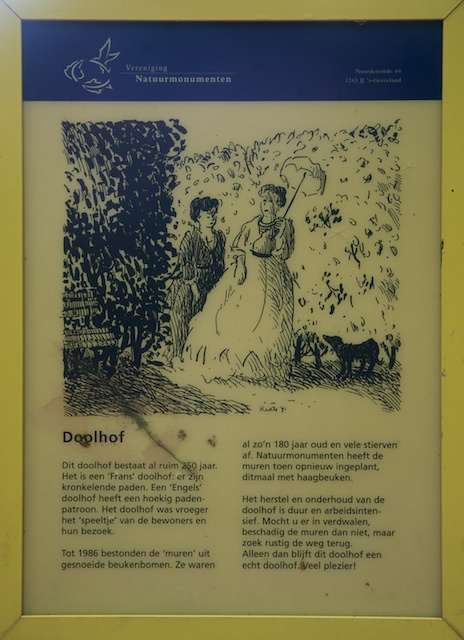 Vereniging
Natuurmonumenten
Noordereinde 60
1243 JJ 's-Graveland
Doolhof
Dit doolhof bestaat al ruim 250 jaar.
Het is een 'Frans' doolhof: er zijn
kronkelende paden. Een 'Engels'
doolhof heeft een hoekig paden-
patroon. Het doolhof was vroeger
het 'speeltje' van de bewoners en
hun bezoek.
Tot 1986 bestonden de 'muren' uit
gesnoeide beukenbomen. Ze waren
al zo'n 180 jaar oud en vele stierven
af. Natuurmonumenten heeft de
muren toen opnieuw ingeplant,
ditmaal met haagbeuken.
Het herstel en onderhoud van de
doolhof is duur en arbeidsinten-
sief. Mocht u er in verdwalen,
beschadig de muren dan niet, maar
zoek rustig de weg terug.
Alleen dan blijft dit doolhof een
echt doolhof. Veel plezier!